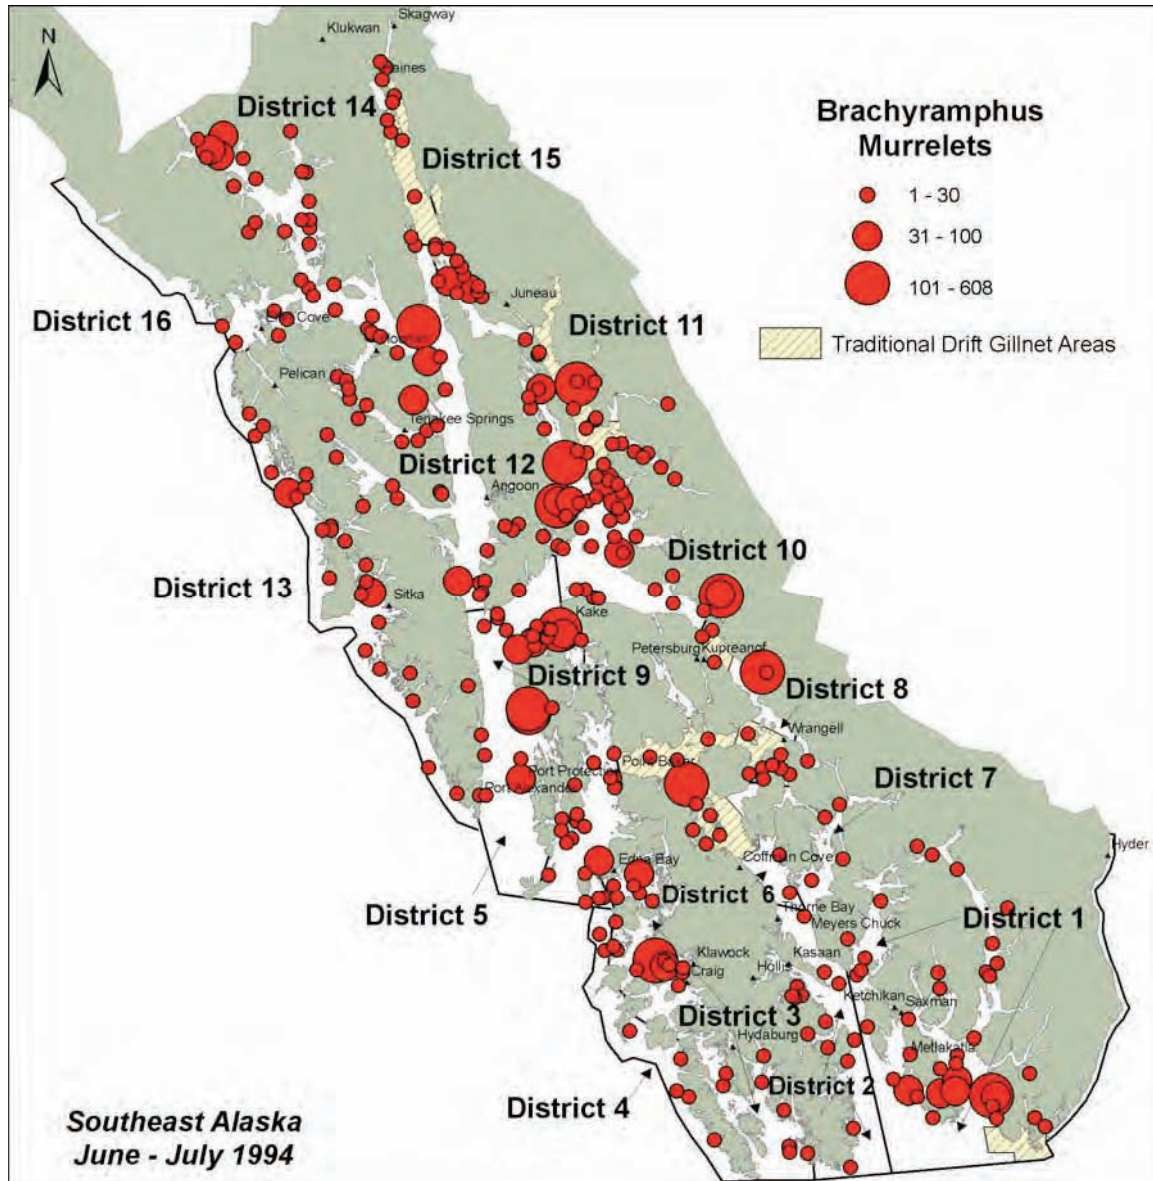 Skagway
Klukwan
N
Haines
District 14
Brachyramphus
Murrelets
District 15
1 - 30
31 - 100
101 - 608
Juneau
District 16
District 11
Traditional Drift Gillnet Areas
Cove
Pelican
Tenakee Springs
District 12
Angoon
District 10
District 13
Sitka
Kake
Petersburg
Kupreanof
District 9
District 8
Wrangell
Point Baker
Port Protection
District 7
Port Alexander
Hyder
Coffman Cove
Edna Bay
District 6
District 5
Thorne Bay
District 1
Meyers Chuck
Klawock
Kasaan
Craig
Hollis
Ketchikan
Saxman
District 3
Hydaburg
Metlakatla
District 2
District 4
Southeast Alaska
June - July 1994